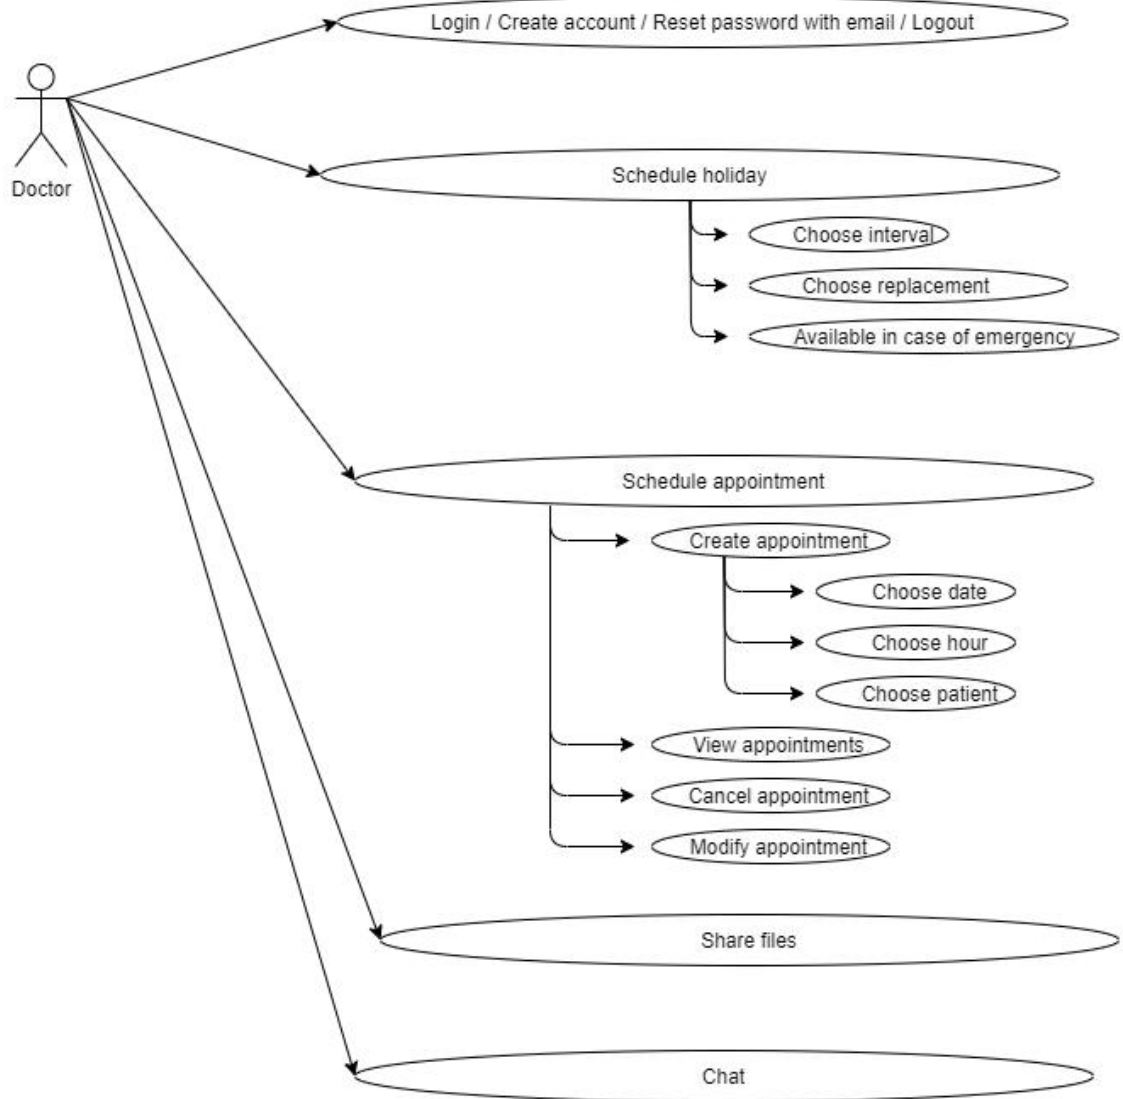 Login / Create account / Reset password with email / Logout
Doctor
Schedule holiday
Choose interval
Choose replacement
Available in case of emergency
Schedule appointment
Create appointment
Choose date
Choose hour
Choose patient
View appointments
Cancel appointment
Modify appointment
Share files
Chat